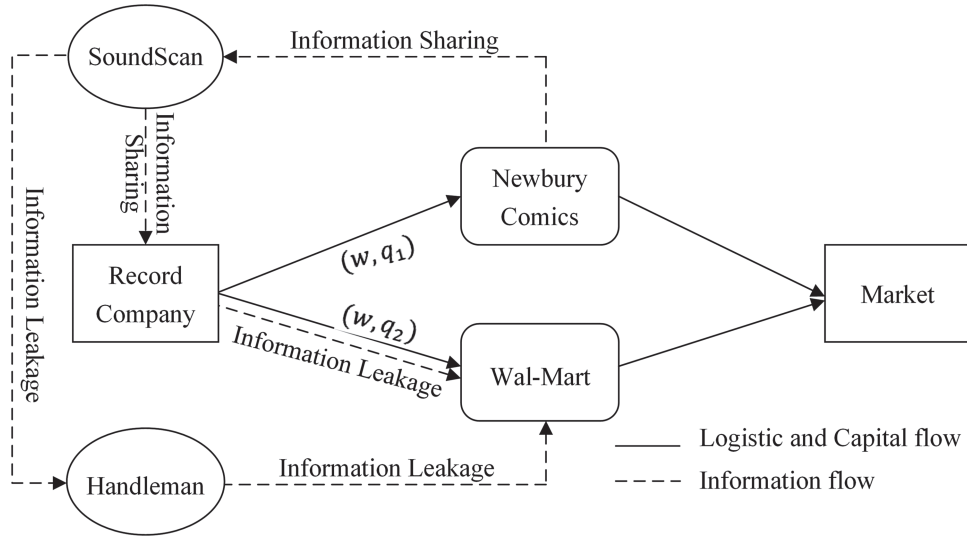 SoundScan
Information Sharing
Information
Sharing
Information Leakage
Newbury
Comics
(w, q₁)
Record
Company
Market
(w, q₂)
Information Leakage
Wal-Mart
Logistic and Capital flow
Information Leakage
Handleman
Information flow